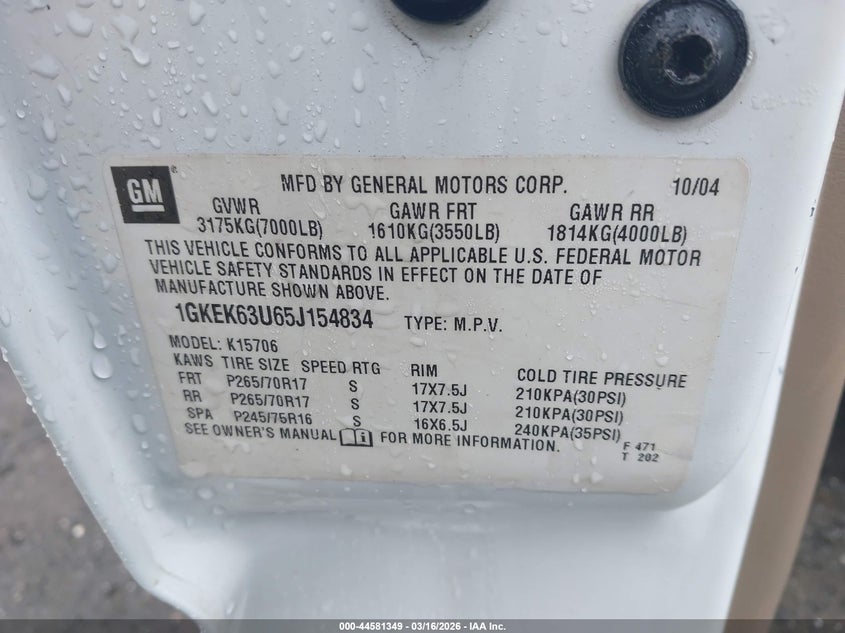 GM®
MFD BY GENERAL MOTORS CORP. 10/04
GVWR GAWR FRT GAWR RR
3175KG(7000LB) 1610KG(3550LB) 1814KG(4000LB)
THIS VEHICLE CONFORMS TO ALL APPLICABLE U.S. FEDERAL MOTOR
VEHICLE SAFETY STANDARDS IN EFFECT ON THE DATE OF
MANUFACTURE SHOWN ABOVE.
1GKEK63U65J154834 TYPE: M.P.V.
MODEL: K15706
KAWS TIRE SIZE SPEED RTG RIM COLD TIRE PRESSURE
FRT P265/70R17 S 17X7.5J 210KPA(30PSI)
RR P265/70R17 S 17X7.5J 210KPA(30PSI)
SPA P245/75R16 S 16X6.5J 240KPA(35PSI)
SEE OWNER'S MANUAL FOR MORE INFORMATION.
F 471
T 202
000-44581349 - 03/16/2026 - IAA Inc.